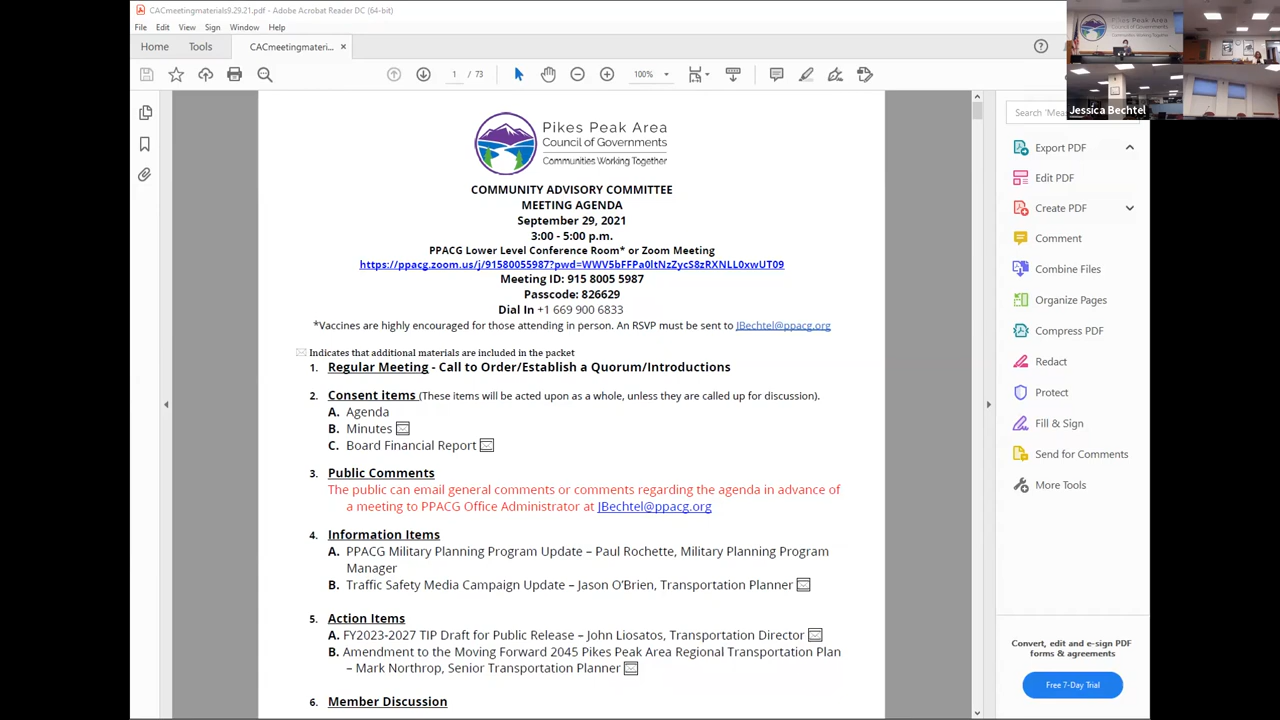 CACmeetingmaterials9.29.21.pdf - Adobe Acrobat Reader DC (64-bit)
File Edit View Sign Window Help
Home Tools CACmeetingmateri... ×
1 / 73 100%
Pikes Peak Area
Council of Governments
Communities Working Together
COMMUNITY ADVISORY COMMITTEE
MEETING AGENDA
September 29, 2021
3:00 - 5:00 p.m.
PPACG Lower Level Conference Room* or Zoom Meeting
https://ppacg.zoom.us/j/91580055987?pwd=WWV5bFFPa0ltNzZycS8zRXNLL0xwUT09
Meeting ID: 915 8005 5987
Passcode: 826629
Dial In +1 669 900 6833
*Vaccines are highly encouraged for those attending in person. An RSVP must be sent to JBechtel@ppacg.org
Indicates that additional materials are included in the packet
1. Regular Meeting - Call to Order/Establish a Quorum/Introductions
2. Consent items (These items will be acted upon as a whole, unless they are called up for discussion).
A. Agenda
B. Minutes
C. Board Financial Report
3. Public Comments
The public can email general comments or comments regarding the agenda in advance of
a meeting to PPACG Office Administrator at JBechtel@ppacg.org
4. Information Items
A. PPACG Military Planning Program Update – Paul Rochette, Military Planning Program
Manager
B. Traffic Safety Media Campaign Update – Jason O'Brien, Transportation Planner
5. Action Items
A. FY2023-2027 TIP Draft for Public Release – John Liosatos, Transportation Director
B. Amendment to the Moving Forward 2045 Pikes Peak Area Regional Transportation Plan
– Mark Northrop, Senior Transportation Planner
6. Member Discussion
Pikes Peak Area
Council of Governments
Communities Working Together
Jessica Bechtel
Search 'Mea
Export PDF
Edit PDF
Create PDF
Comment
Combine Files
Organize Pages
Compress PDF
Redact
Protect
Fill & Sign
Send for Comments
More Tools
Convert, edit and e-sign PDF
forms & agreements
Free 7-Day Trial